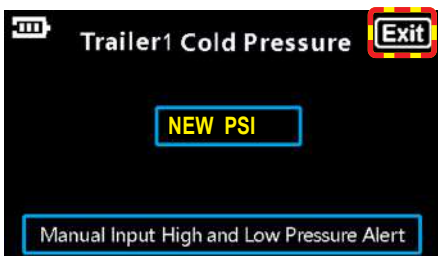 Trailer1 Cold Pressure Exit
NEW PSI
Manual Input High and Low Pressure Alert